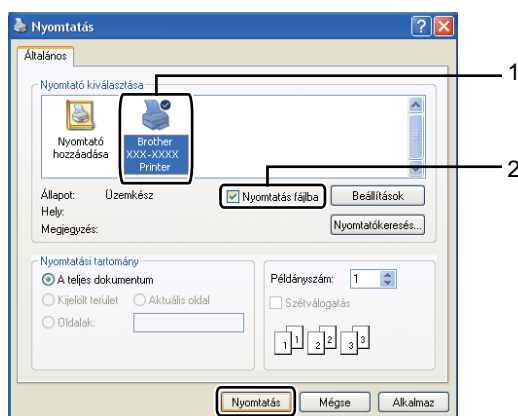 Nyomtatás
Általános
Nyomtató kiválasztása
1
Nyomtató hozzáadása
Brother XXX-XXXX Printer
2
Állapot: Üzemkész
Nyomtatás fájlba
Beállítások
Hely:
Megjegyzés:
Nyomtatókeresés...
Nyomtatási tartomány
A teljes dokumentum
Kijelölt terület
Aktuális oldal
Oldalak:
Példányszám: 1
Szétválogatás
1 1 2 2 3 3
Nyomtatás
Mégse
Alkalmaz